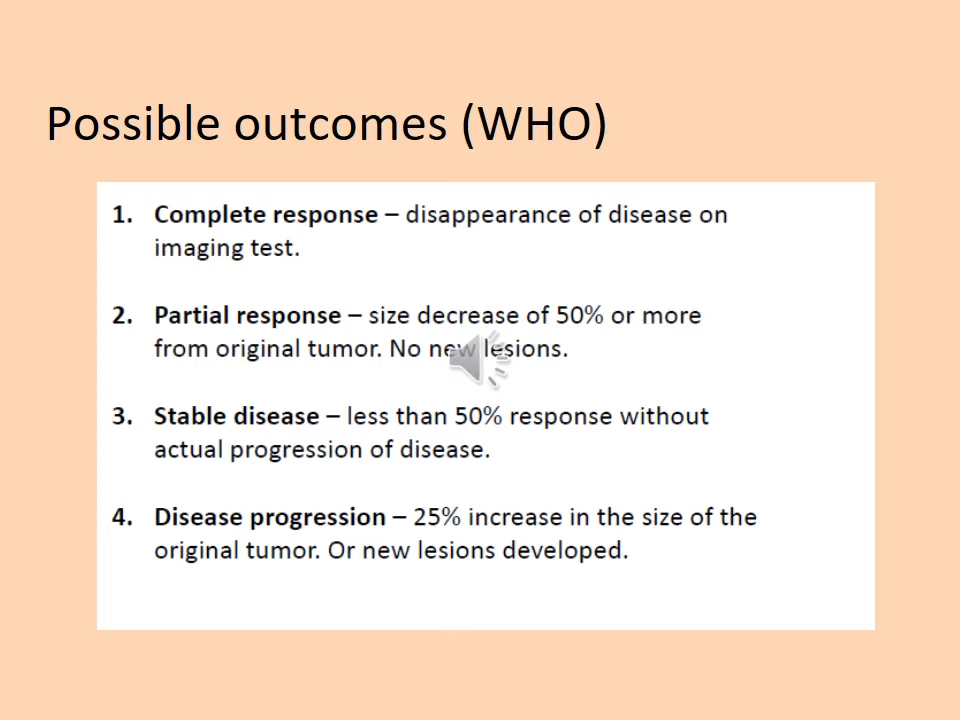 Possible outcomes (WHO)
1. Complete response – disappearance of disease on
imaging test.
2. Partial response – size decrease of 50% or more
from original tumor. No new lesions.
3. Stable disease – less than 50% response without
actual progression of disease.
4. Disease progression – 25% increase in the size of the
original tumor. Or new lesions developed.